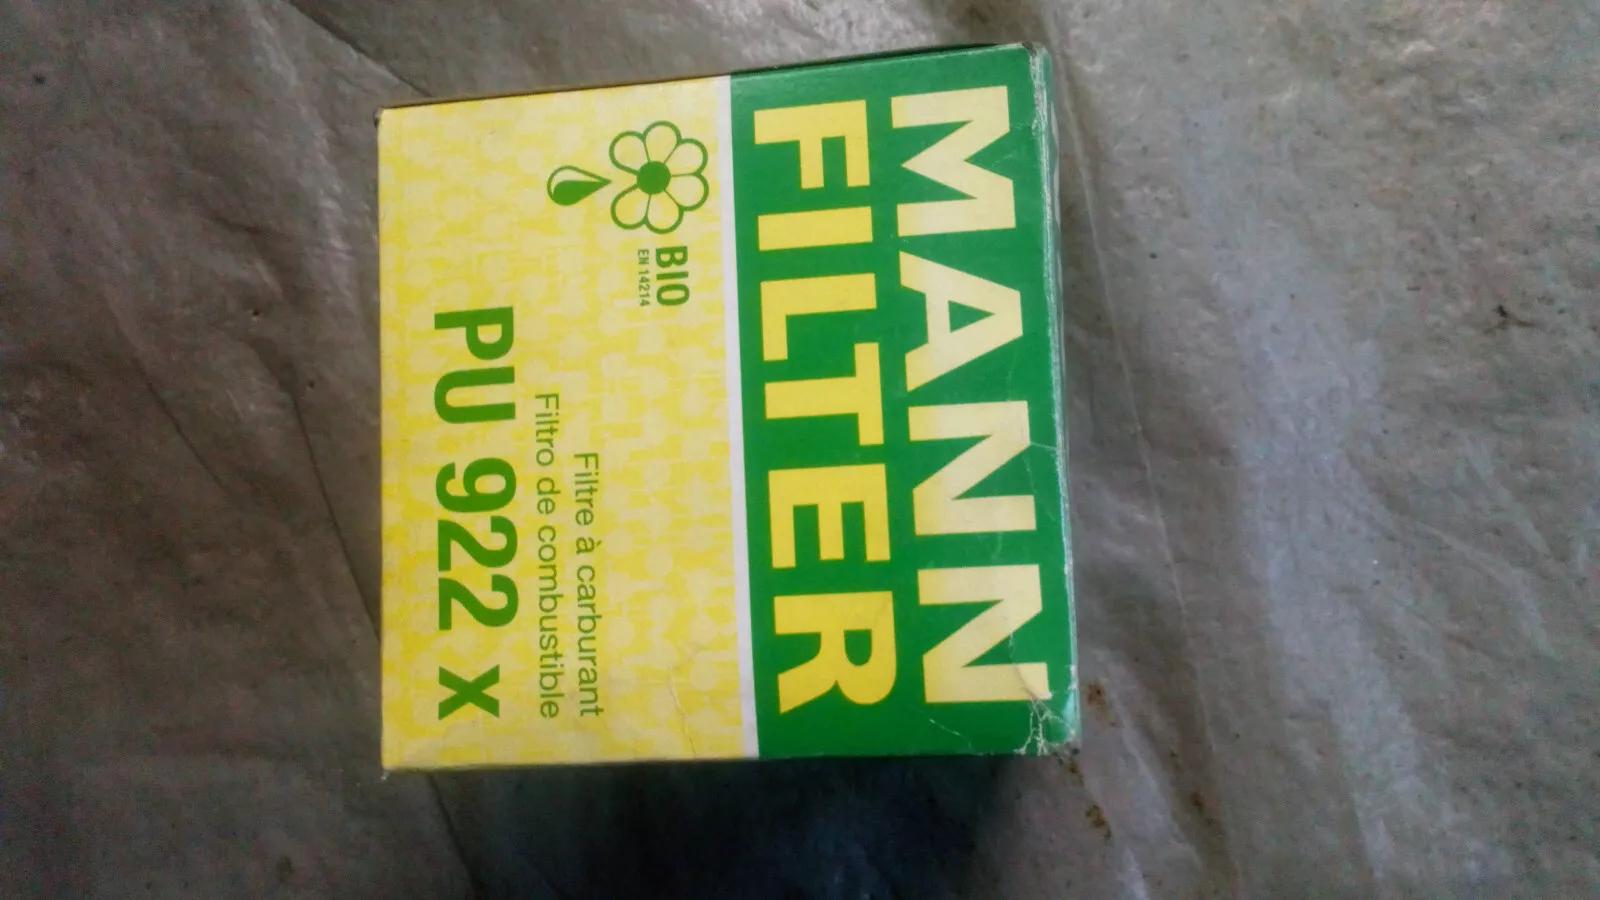 MANN
FILTER
BIO
EN 14214
Filtre à carburant
Filtro de combustible
PU 922 x